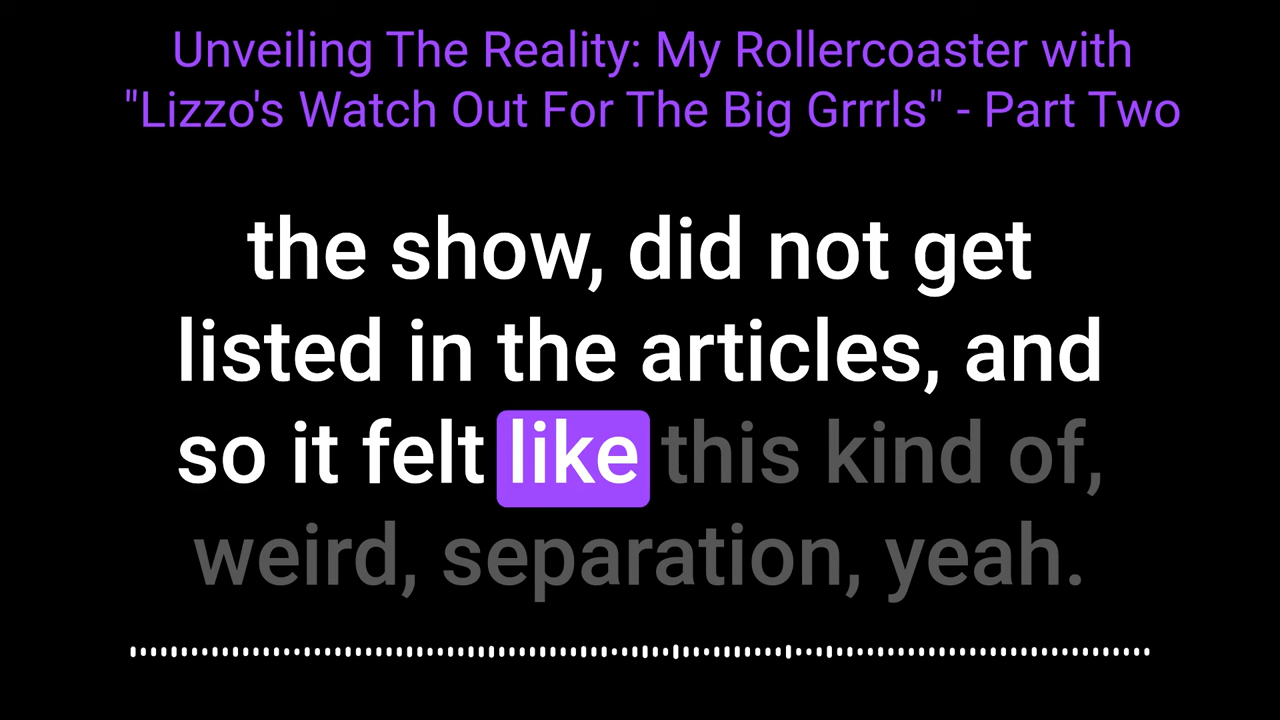 Unveiling The Reality: My Rollercoaster with
"Lizzo's Watch Out For The Big Grrrls" - Part Two
the show, did not get
listed in the articles, and
so it felt like this kind of,
weird, separation, yeah.